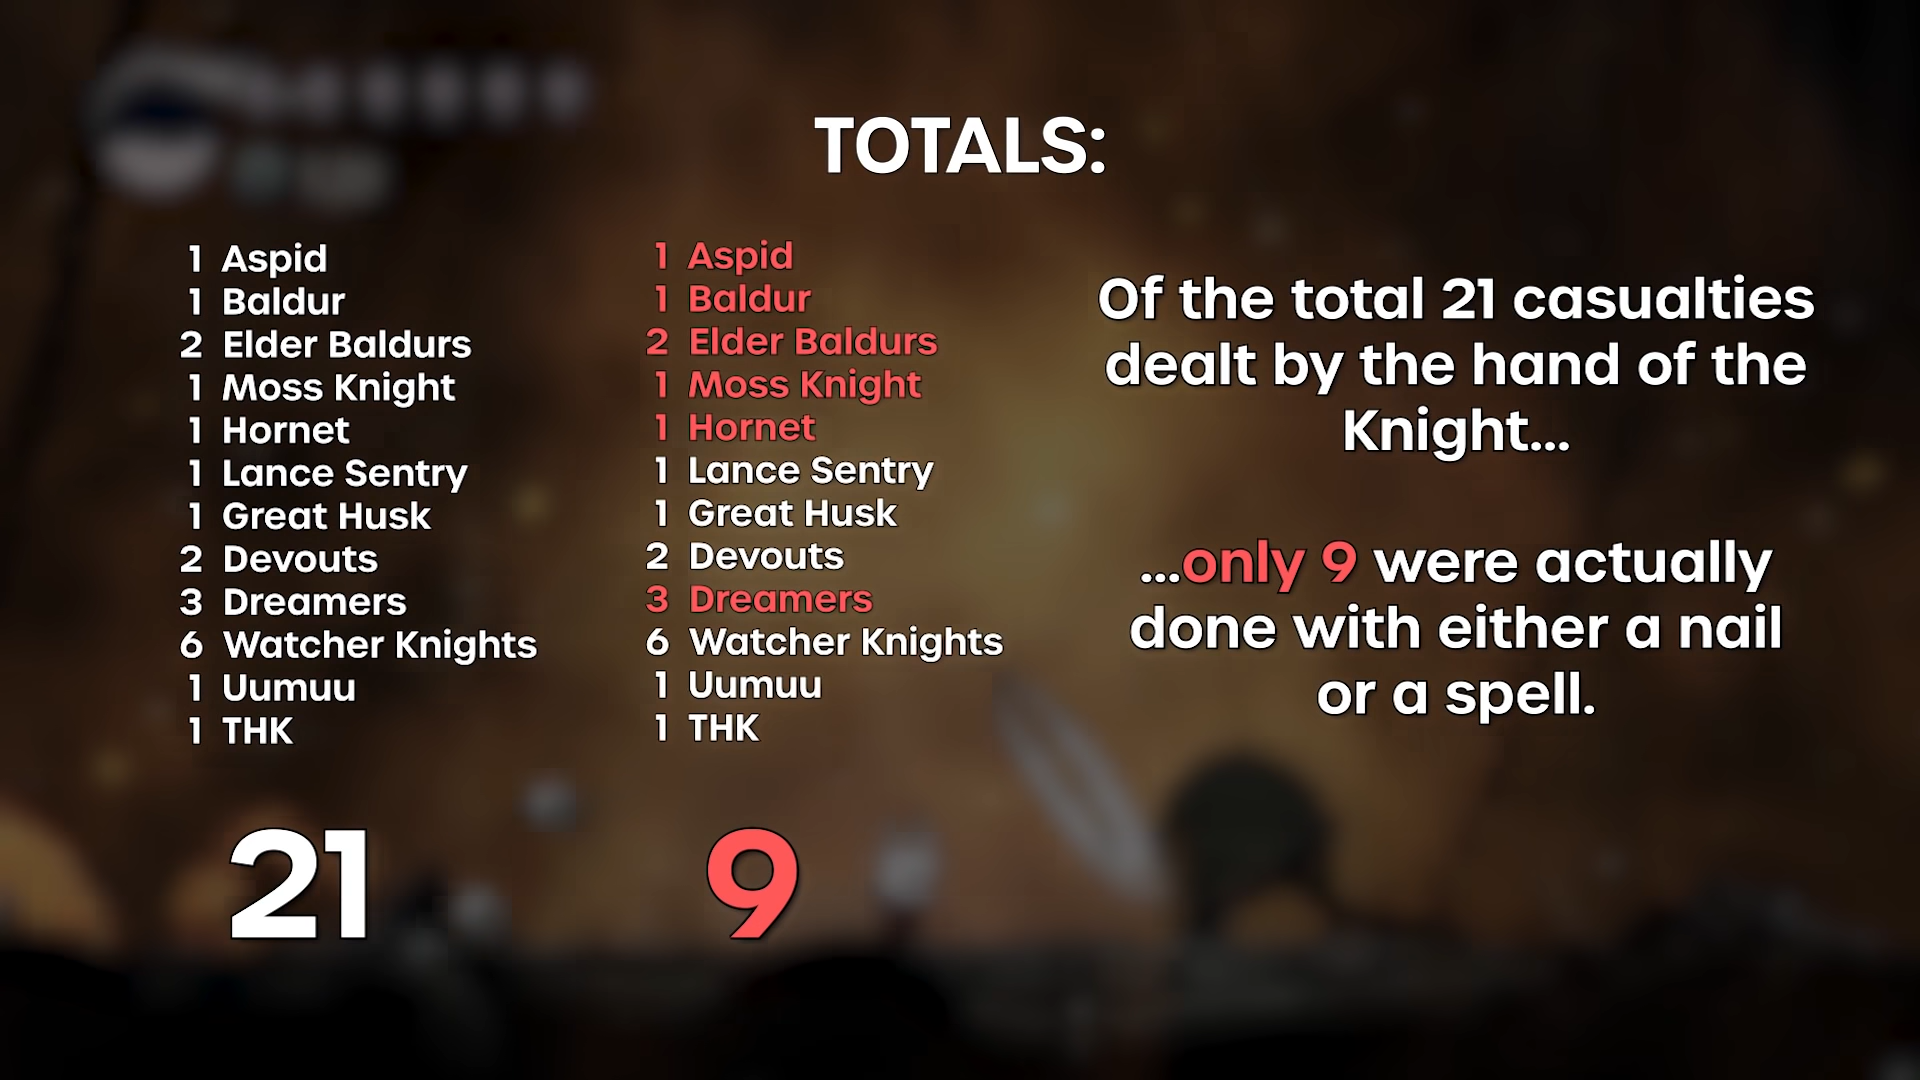 TOTALS:
1 Aspid
1 Baldur
2 Elder Baldurs
1 Moss Knight
1 Hornet
1 Lance Sentry
1 Great Husk
2 Devouts
3 Dreamers
6 Watcher Knights
1 Uumuu
1 THK
21
1 Aspid
1 Baldur
2 Elder Baldurs
1 Moss Knight
1 Hornet
1 Lance Sentry
1 Great Husk
2 Devouts
3 Dreamers
6 Watcher Knights
1 Uumuu
1 THK
9
Of the total 21 casualties
dealt by the hand of the
Knight...
...only 9 were actually
done with either a nail
or a spell.